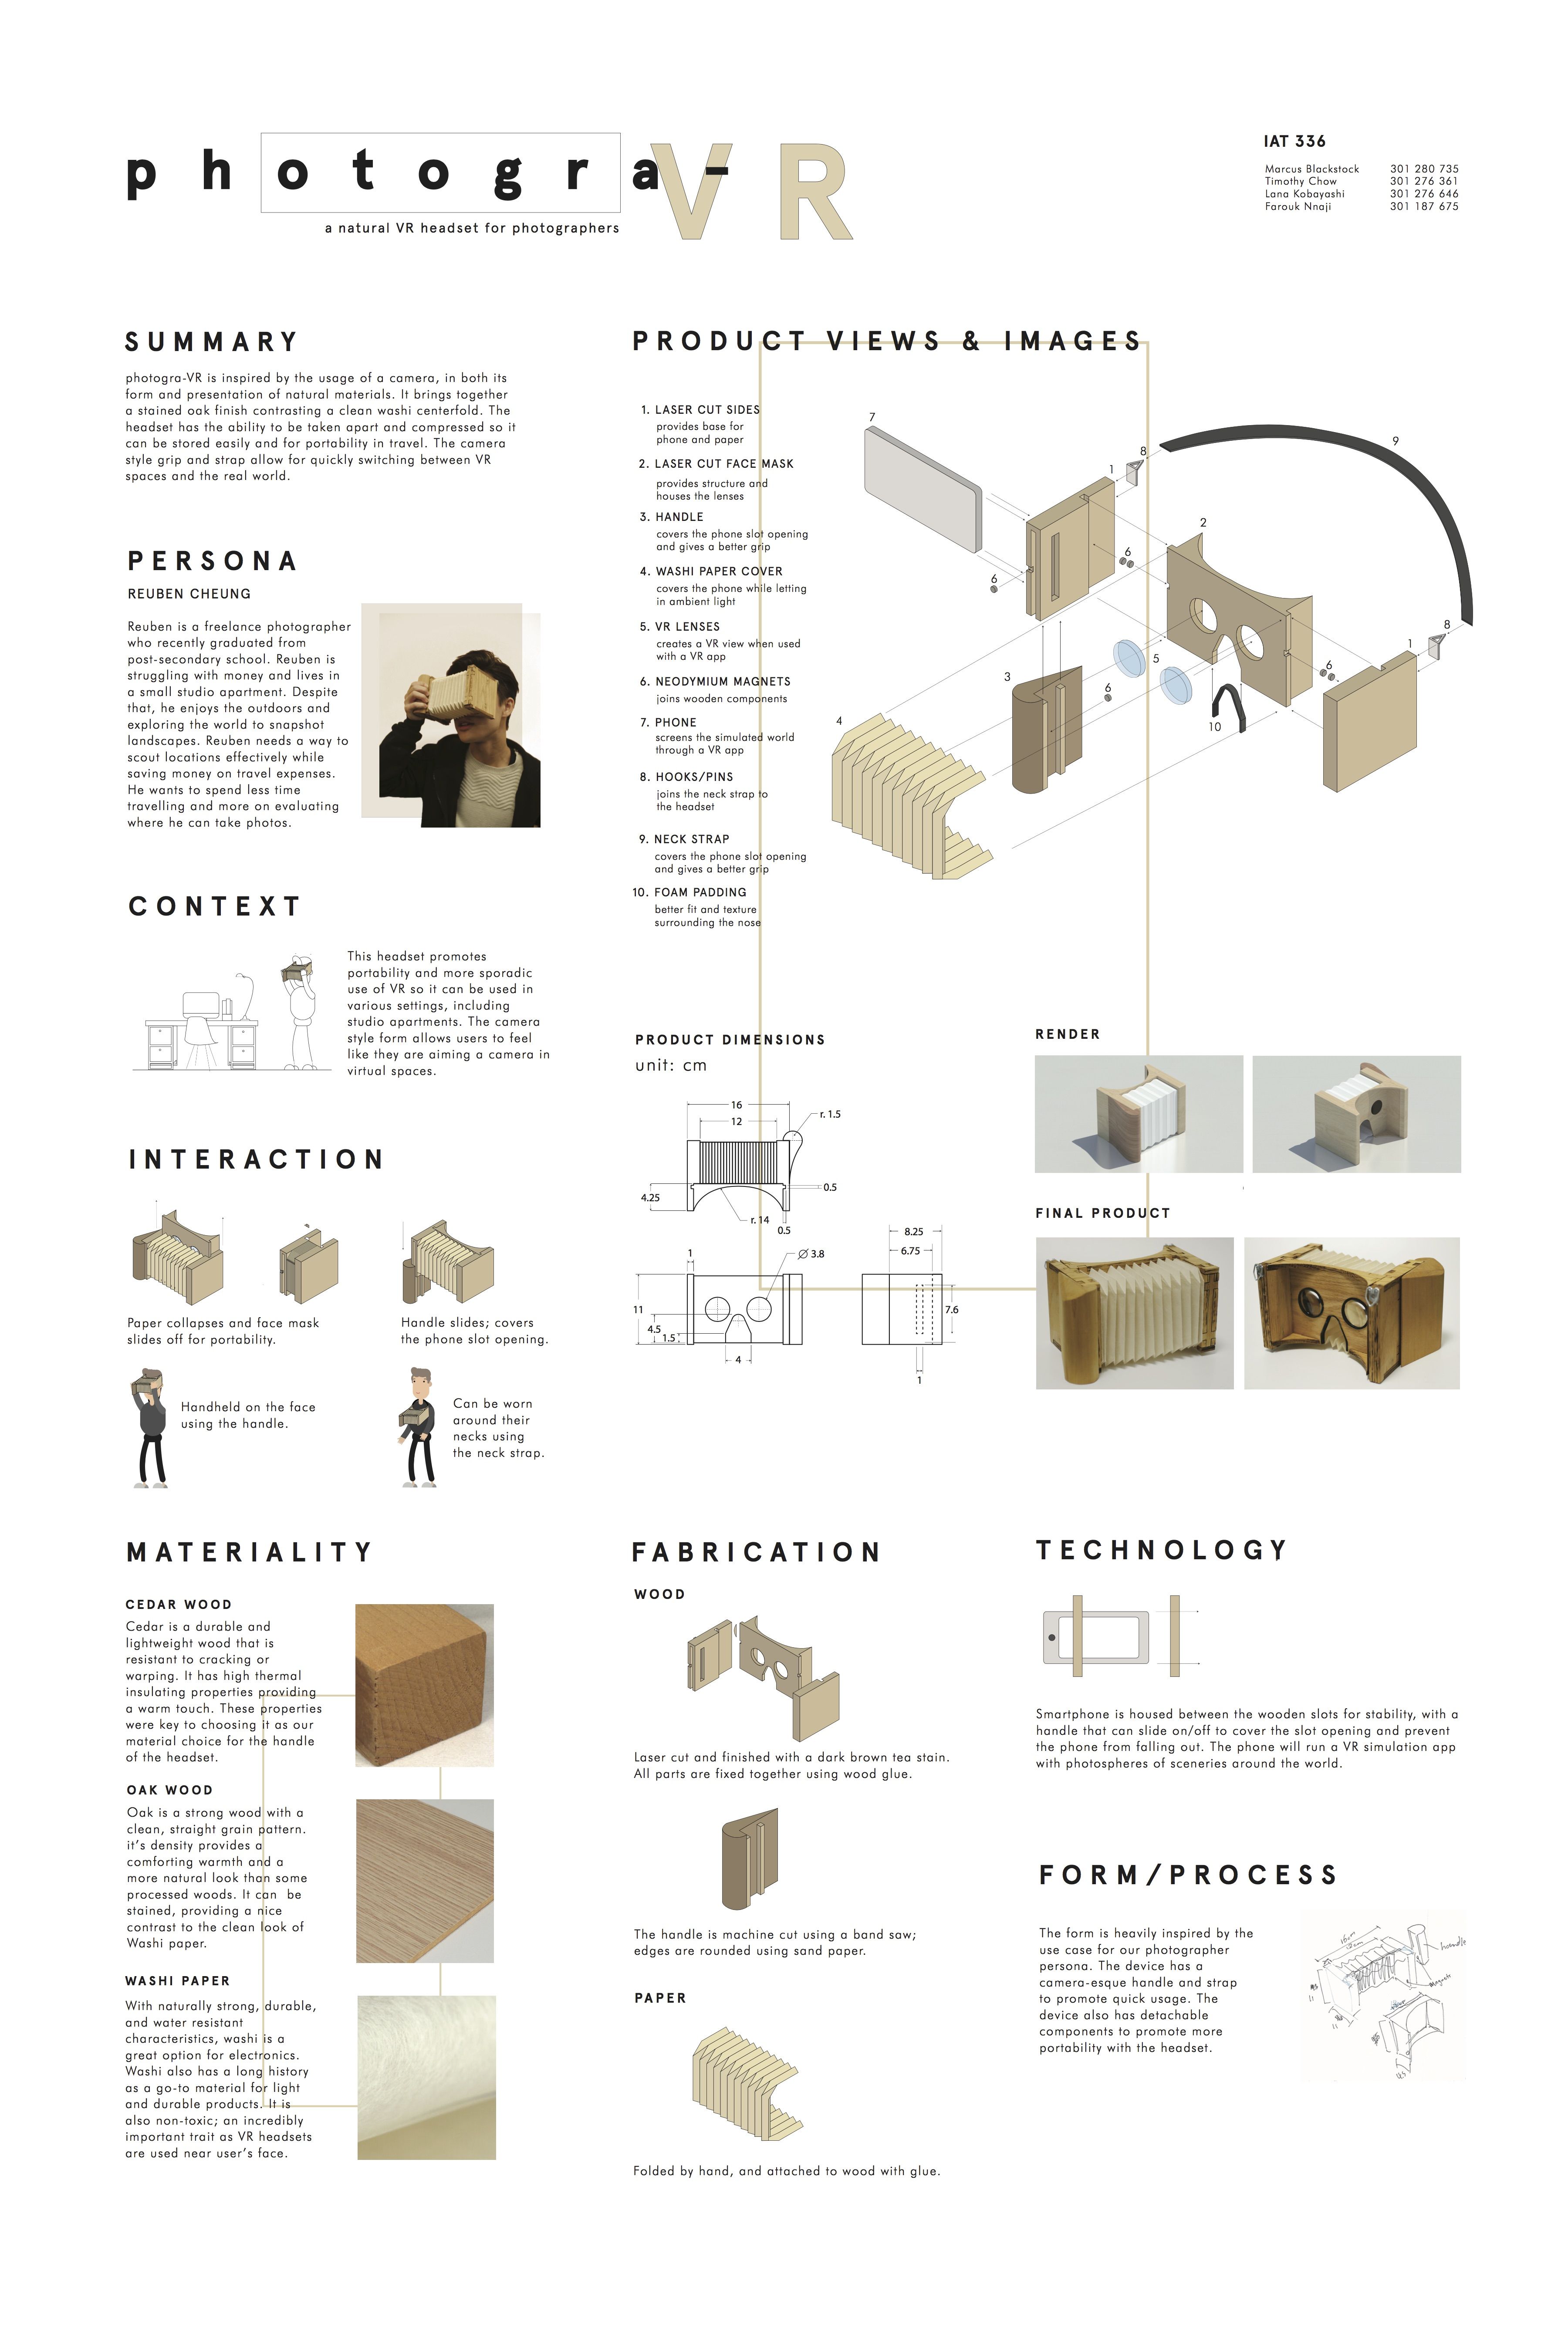 photogra-VR
a natural VR headset for photographers
IAT 336
Marcus Blackstock 301 280 735
Timothy Chow 301 276 361
Lana Kobayashi 301 276 646
Farouk Nnaji 301 187 675
SUMMARY
photogra-VR is inspired by the usage of a camera, in both its
form and presentation of natural materials. It brings together
a stained oak finish contrasting a clean washi centerfold. The
headset has the ability to be taken apart and compressed so it
can be stored easily and for portability in travel. The camera
style grip and strap allow for quickly switching between VR
spaces and the real world.
PERSONA
REUBEN CHEUNG
Reuben is a freelance photographer
who recently graduated from
post-secondary school. Reuben is
struggling with money and lives in
a small studio apartment. Despite
that, he enjoys the outdoors and
exploring the world to snapshot
landscapes. Reuben needs a way to
scout locations effectively while
saving money on travel expenses.
He wants to spend less time
travelling and more on evaluating
where he can take photos.
CONTEXT
This headset promotes
portability and more sporadic
use of VR so it can be used in
various settings, including
studio apartments. The camera
style form allows users to feel
like they are aiming a camera in
virtual spaces.
INTERACTION
Paper collapses and face mask
slides off for portability.
Handle slides; covers
the phone slot opening.
Handheld on the face
using the handle.
Can be worn
around their
necks using
the neck strap.
PRODUCT VIEWS & IMAGES
1. LASER CUT SIDES
provides base for
phone and paper
2. LASER CUT FACE MASK
provides structure and
houses the lenses
3. HANDLE
covers the phone slot opening
and gives a better grip
4. WASHI PAPER COVER
covers the phone while letting
in ambient light
5. VR LENSES
creates a VR view when used
with a VR app
6. NEODYMIUM MAGNETS
joins wooden components
7. PHONE
screens the simulated world
through a VR app
8. HOOKS/PINS
joins the neck strap to
the headset
9. NECK STRAP
covers the phone slot opening
and gives a better grip
10. FOAM PADDING
better fit and texture
surrounding the nose
7
8
9
1
2
6
6
8
1
5
6
3
6
10
4
PRODUCT DIMENSIONS
unit: cm
16
12
r. 1.5
4.25
0.5
r. 14
0.5
1
Ø 3.8
11
4.5
1.5
4
8.25
6.75
7.6
1
RENDER
FINAL PRODUCT
MATERIALITY
CEDAR WOOD
Cedar is a durable and
lightweight wood that is
resistant to cracking or
warping. It has high thermal
insulating properties providing
a warm touch. These properties
were key to choosing it as our
material choice for the handle
of the headset.
OAK WOOD
Oak is a strong wood with a
clean, straight grain pattern.
it's density provides a
comforting warmth and a
more natural look than some
processed woods. It can be
stained, providing a nice
contrast to the clean look of
Washi paper.
WASHI PAPER
With naturally strong, durable,
and water resistant
characteristics, washi is a
great option for electronics.
Washi also has a long history
as a go-to material for light
and durable products. It is
also non-toxic; an incredibly
important trait as VR headsets
are used near user's face.
FABRICATION
WOOD
Laser cut and finished with a dark brown tea stain.
All parts are fixed together using wood glue.
The handle is machine cut using a band saw;
edges are rounded using sand paper.
PAPER
Folded by hand, and attached to wood with glue.
TECHNOLOGY
Smartphone is housed between the wooden slots for stability, with a
handle that can slide on/off to cover the slot opening and prevent
the phone from falling out. The phone will run a VR simulation app
with photospheres of sceneries around the world.
FORM/PROCESS
The form is heavily inspired by the
use case for our photographer
persona. The device has a
camera-esque handle and strap
to promote quick usage. The
device also has detachable
components to promote more
portability with the headset.
handle
magnets